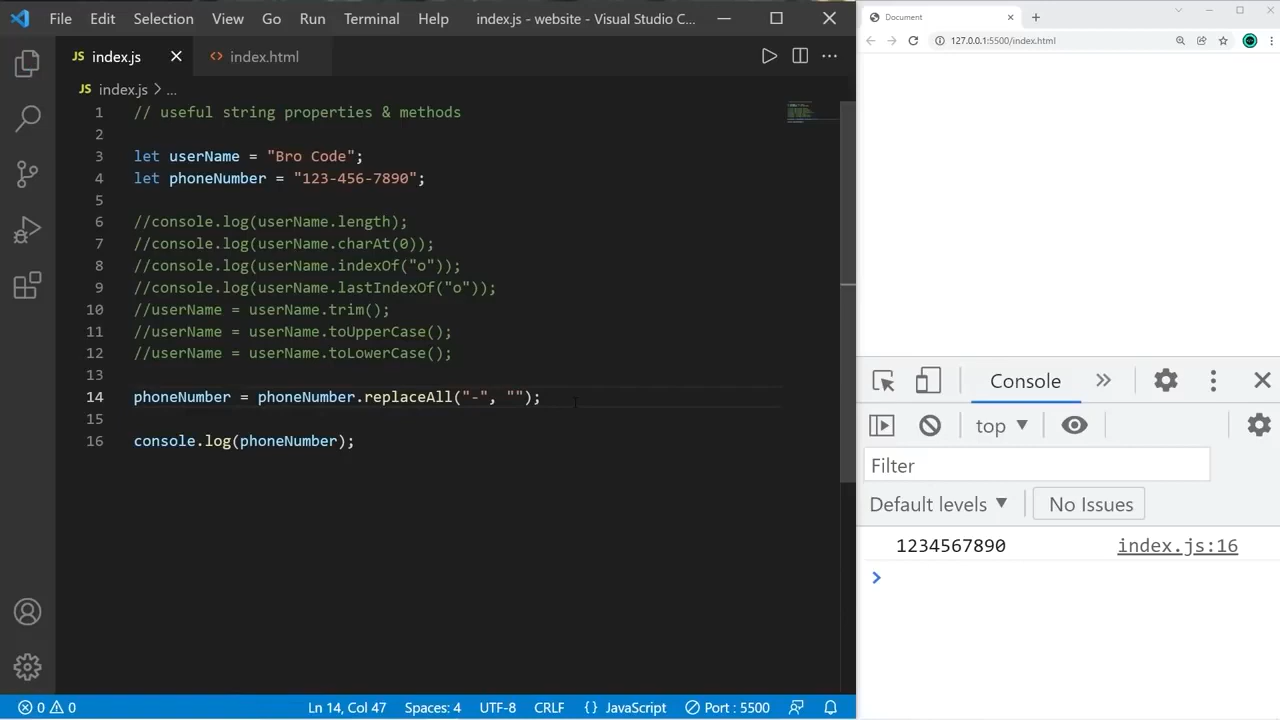 File Edit Selection View Go Run Terminal Help index.js - website - Visual Studio C...
JS index.js index.html
JS index.js > ...
1 // useful string properties & methods
2
3 let userName = "Bro Code";
4 let phoneNumber = "123-456-7890";
5
6 //console.log(userName.length);
7 //console.log(userName.charAt(0));
8 //console.log(userName.indexOf("o"));
9 //console.log(userName.lastIndexOf("o"));
10 //userName = userName.trim();
11 //userName = userName.toUpperCase();
12 //userName = userName.toLowerCase();
13
14 phoneNumber = phoneNumber.replaceAll("-", "");
15
16 console.log(phoneNumber);
0 0 Ln 14, Col 47 Spaces: 4 UTF-8 CRLF {} JavaScript Port : 5500
Document
127.0.0.1:5500/index.html
Console
top
Filter
Default levels No Issues
1234567890 index.js:16